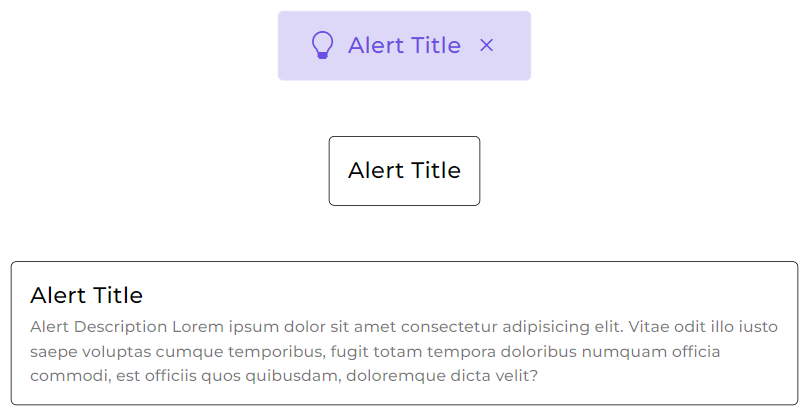 Alert Title
Alert Title
Alert Title
Alert Description Lorem ipsum dolor sit amet consectetur adipisicing elit. Vitae odit illo iusto
saepe voluptas cumque temporibus, fugit totam tempora doloribus numquam officia
commodi, est officiis quos quibusdam, doloremque dicta velit?